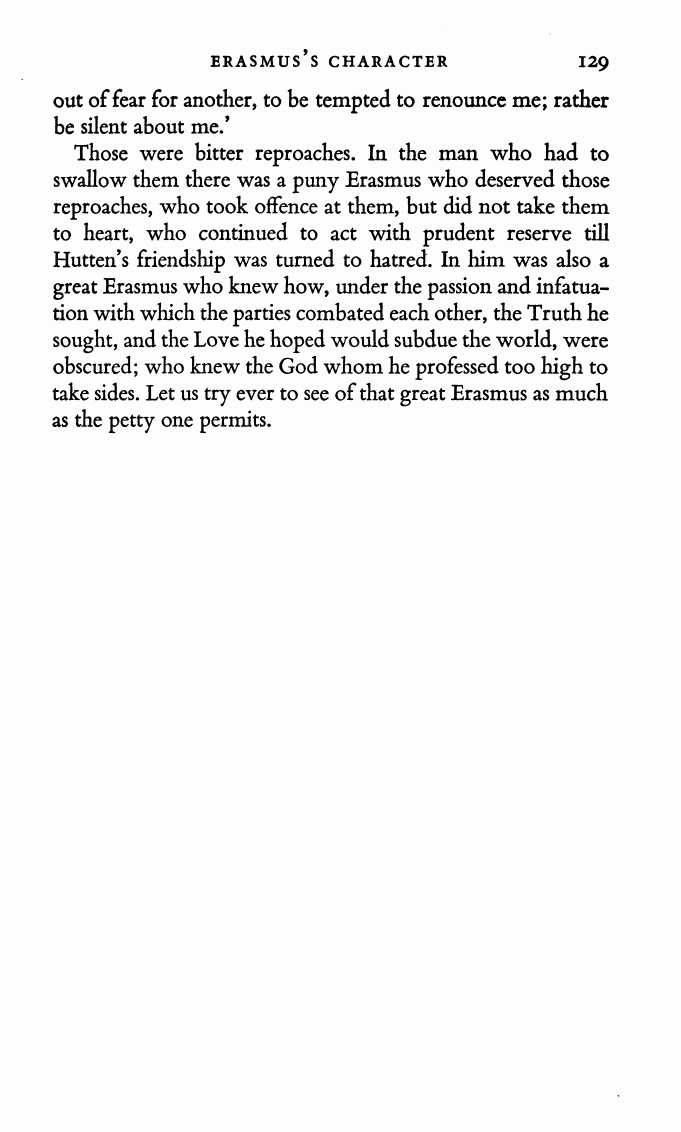 ERASMUS'S CHARACTER 129
out of fear for another, to be tempted to renounce me; rather
be silent about me.'
Those were bitter reproaches. In the man who had to
swallow them there was a puny Erasmus who deserved those
reproaches, who took offence at them, but did not take them
to heart, who continued to act with prudent reserve till
Hutten's friendship was turned to hatred. In him was also a
great Erasmus who knew how, under the passion and infatua-
tion with which the parties combated each other, the Truth he
sought, and the Love he hoped would subdue the world, were
obscured; who knew the God whom he professed too high to
take sides. Let us try ever to see of that great Erasmus as much
as the petty one permits.